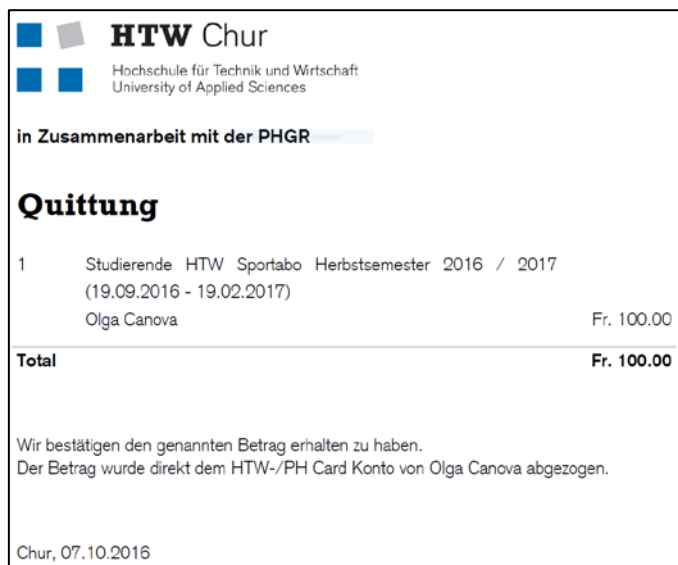 HTW Chur
Hochschule für Technik und Wirtschaft
University of Applied Sciences
in Zusammenarbeit mit der PHGR
Quittung
1 Studierende HTW Sportabo Herbstsemester 2016 / 2017
(19.09.2016 - 19.02.2017)
Olga Canova Fr. 100.00
Total Fr. 100.00
Wir bestätigen den genannten Betrag erhalten zu haben.
Der Betrag wurde direkt dem HTW-/PH Card Konto von Olga Canova abgezogen.
Chur, 07.10.2016